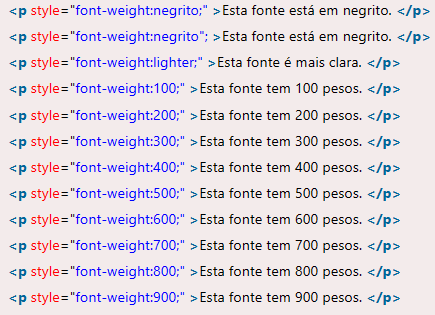 <p style="font-weight:negrito;" >Esta fonte está em negrito. </p>
<p style="font-weight:negrito"; >Esta fonte está em negrito. </p>
<p style="font-weight:lighter;" >Esta fonte é mais clara. </p>
<p style="font-weight:100;" >Esta fonte tem 100 pesos. </p>
<p style="font-weight:200;" >Esta fonte tem 200 pesos. </p>
<p style="font-weight:300;" >Esta fonte tem 300 pesos. </p>
<p style="font-weight:400;" >Esta fonte tem 400 pesos. </p>
<p style="font-weight:500;" >Esta fonte tem 500 pesos. </p>
<p style="font-weight:600;" >Esta fonte tem 600 pesos. </p>
<p style="font-weight:700;" >Esta fonte tem 700 pesos. </p>
<p style="font-weight:800;" >Esta fonte tem 800 pesos. </p>
<p style="font-weight:900;" >Esta fonte tem 900 pesos. </p>